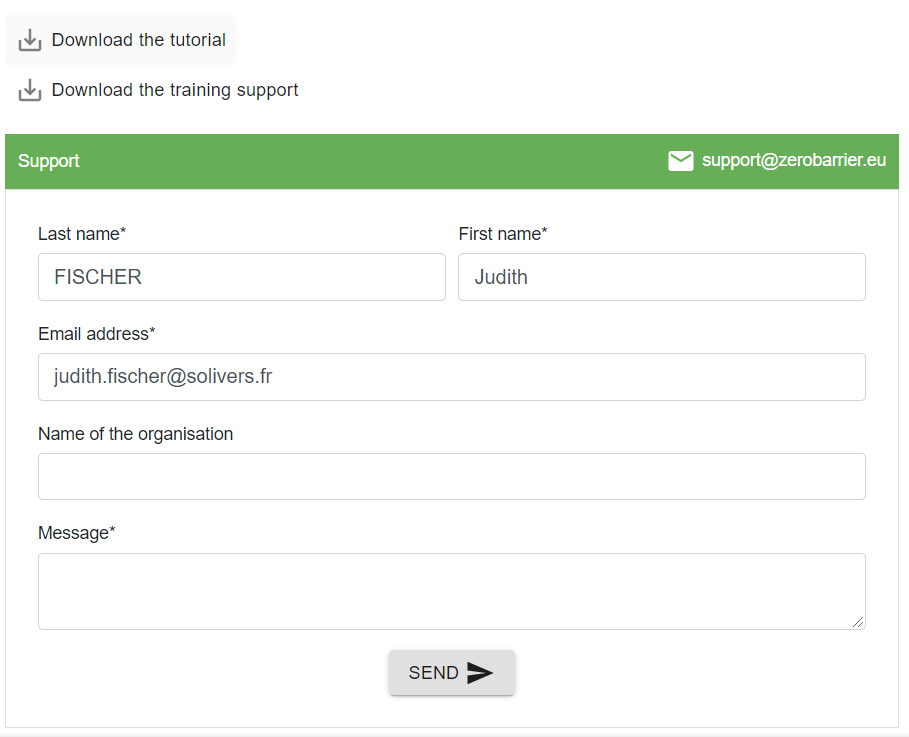 Download the tutorial
Download the training support
Support support@zerobarrier.eu
Last name* First name*
FISCHER Judith
Email address*
judith.fischer@solivers.fr
Name of the organisation
Message*
SEND